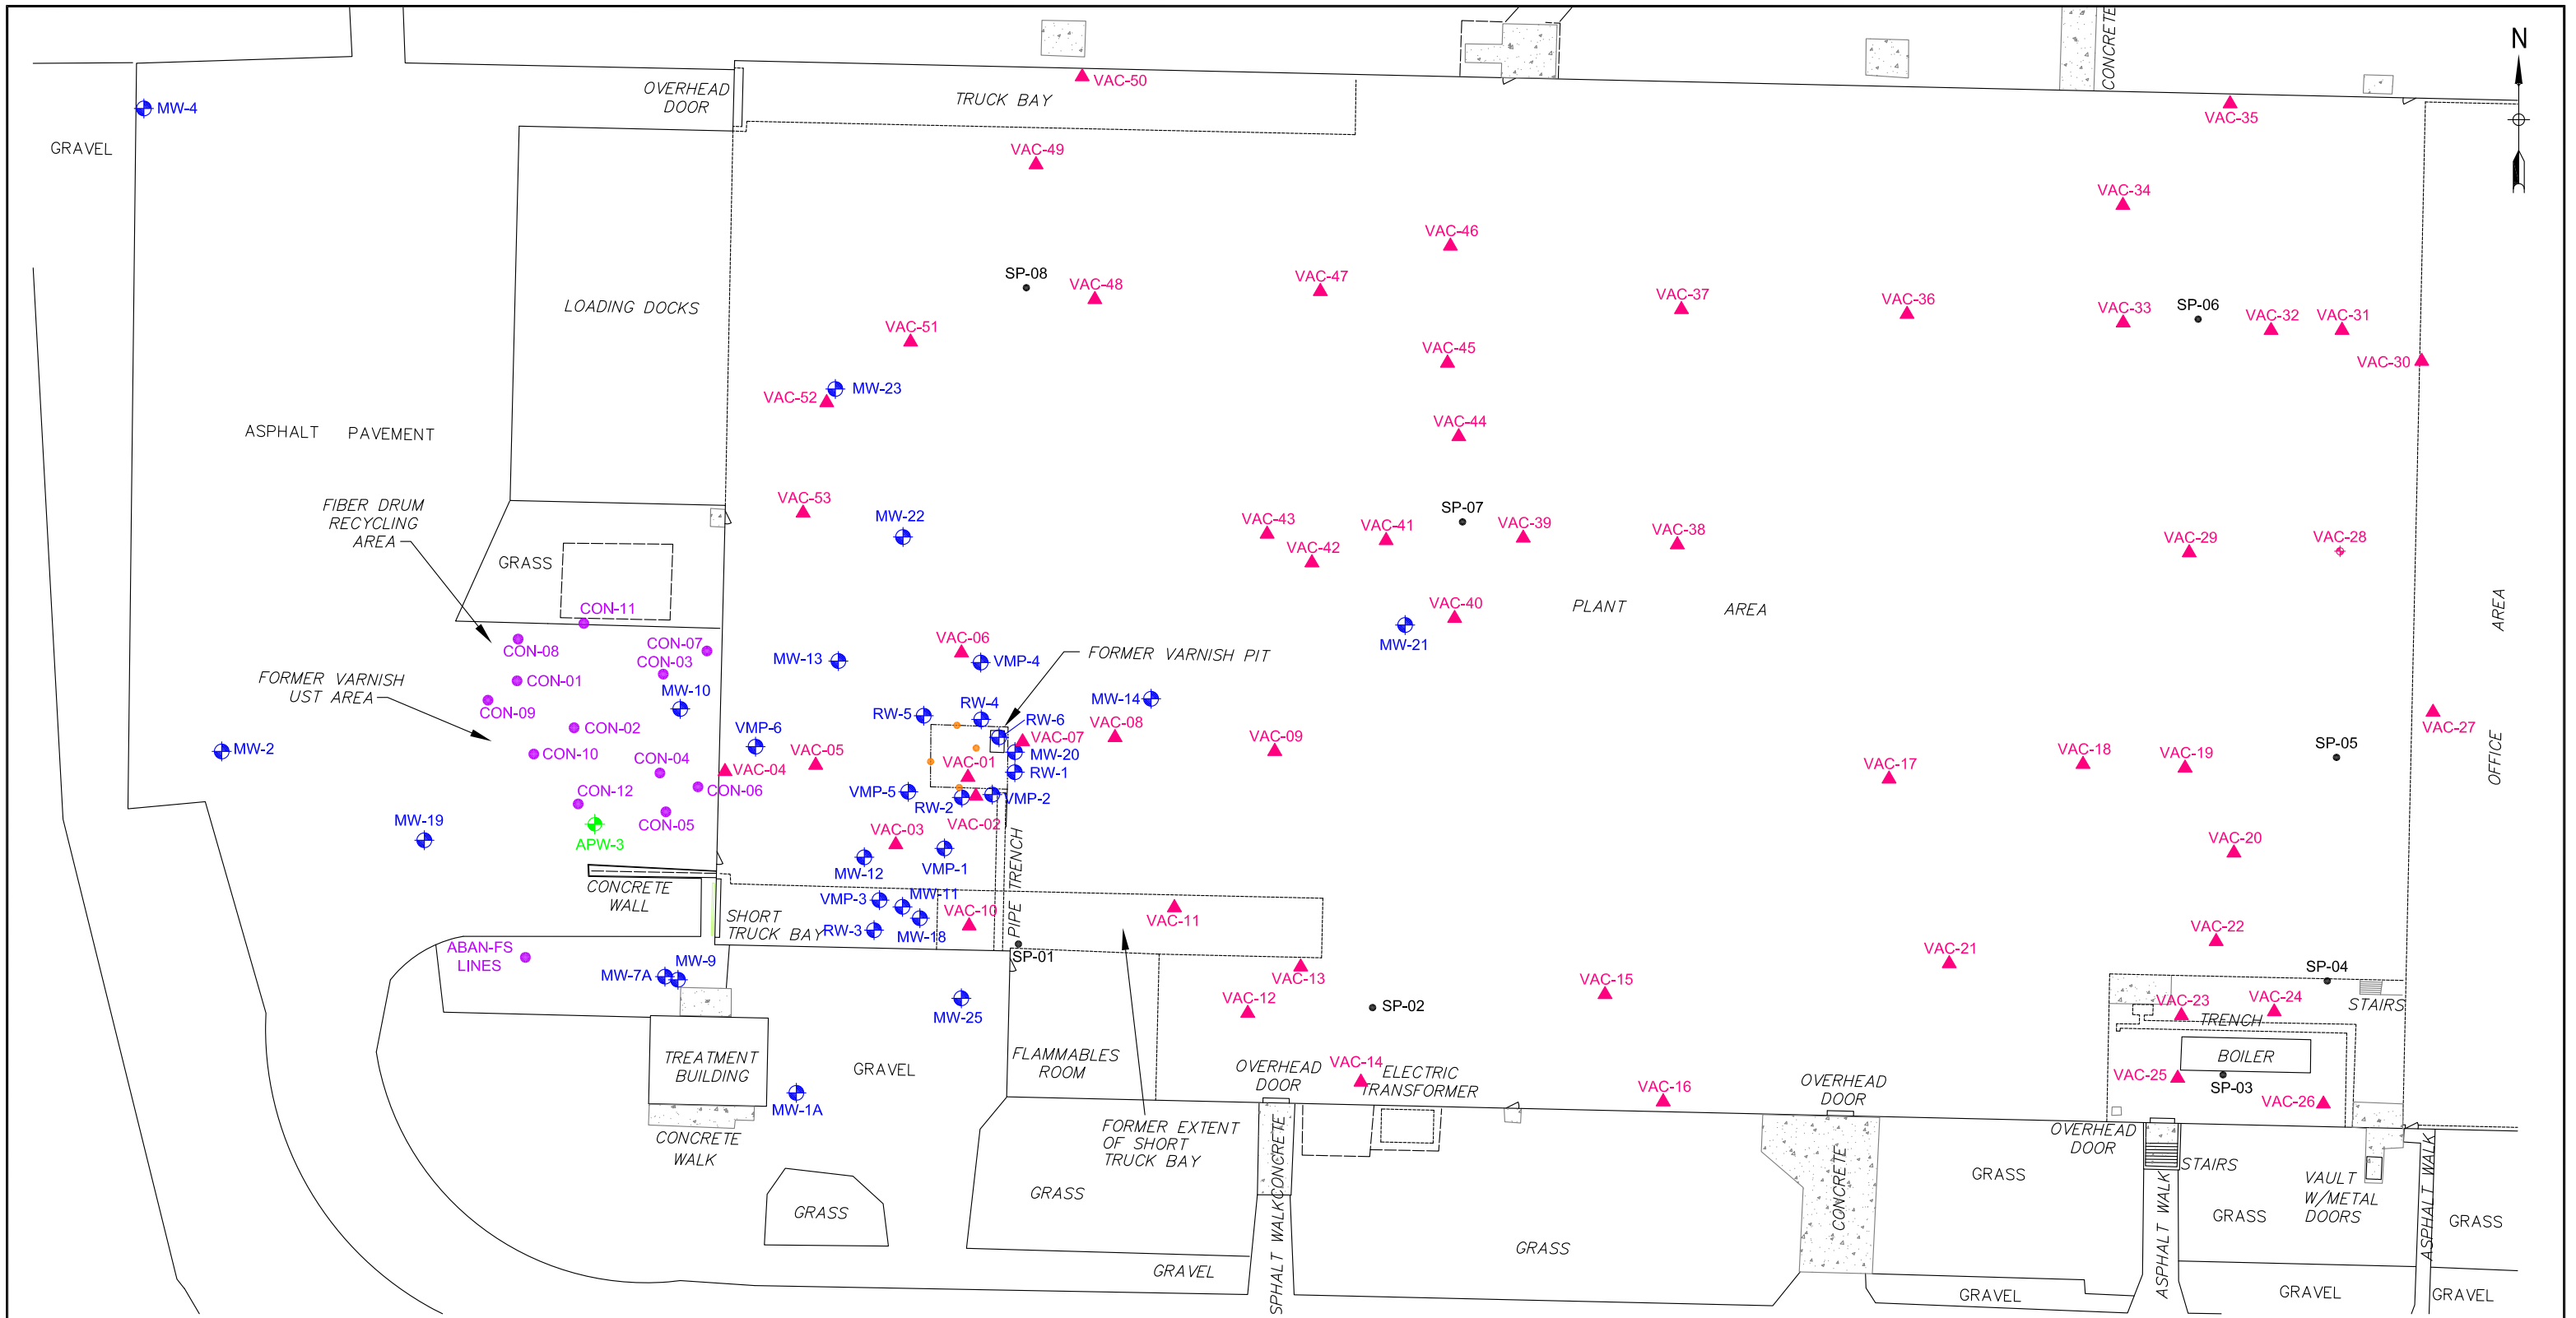 N
OVERHEAD
DOOR
TRUCK BAY
VAC-50
CONCRETE
VAC-35
MW-4
GRAVEL
VAC-49
VAC-34
VAC-46
SP-08
VAC-48
VAC-47
VAC-37
VAC-36
VAC-33
SP-06
VAC-32
VAC-31
VAC-30
LOADING DOCKS
VAC-51
VAC-45
MW-23
VAC-52
VAC-44
ASPHALT PAVEMENT
FIBER DRUM
RECYCLING
AREA
VAC-53
MW-22
VAC-43
VAC-42
VAC-41
SP-07
VAC-39
VAC-38
VAC-29
VAC-28
GRASS
CON-11
CON-08
CON-07
CON-03
MW-13
VAC-06
VMP-4
FORMER VARNISH PIT
MW-21
VAC-40
PLANT AREA
OFFICE AREA
FORMER VARNISH
UST AREA
CON-01
CON-09
MW-10
CON-02
CON-10
MW-2
RW-5
RW-4
RW-6
MW-14
VAC-08
VAC-07
MW-20
RW-1
VAC-09
VAC-27
VMP-6
VAC-05
VAC-04
VAC-01
VAC-17
VAC-18
VAC-19
SP-05
CON-04
CON-06
CON-12
CON-05
APW-3
MW-19
VMP-5
RW-2
VMP-2
VAC-02
VAC-03
MW-12
VMP-1
VAC-20
PIPE TRENCH
CONCRETE
WALL
SHORT
TRUCK BAY
VMP-3
MW-11
RW-3
MW-18
VAC-10
VAC-11
VAC-22
VAC-21
ABAN-FS
LINES
MW-7A
MW-9
MW-25
SP-01
VAC-13
VAC-12
SP-02
VAC-15
SP-04
STAIRS
VAC-23
VAC-24
TRENCH
BOILER
TREATMENT
BUILDING
GRAVEL
FLAMMABLES
ROOM
OVERHEAD
DOOR
VAC-14
ELECTRIC
TRANSFORMER
VAC-16
OVERHEAD
DOOR
VAC-25
SP-03
VAC-26
MW-1A
CONCRETE
WALK
FORMER EXTENT
OF SHORT
TRUCK BAY
OVERHEAD
DOOR
STAIRS
GRASS
GRASS
GRASS
GRASS
GRASS
GRASS
VAULT
W/METAL
DOORS
CONCRETE
SPHALT WALK
CONCRETE
ASPHALT WALK
ASPHALT WALK
GRAVEL
GRAVEL
GRAVEL
GRAVEL